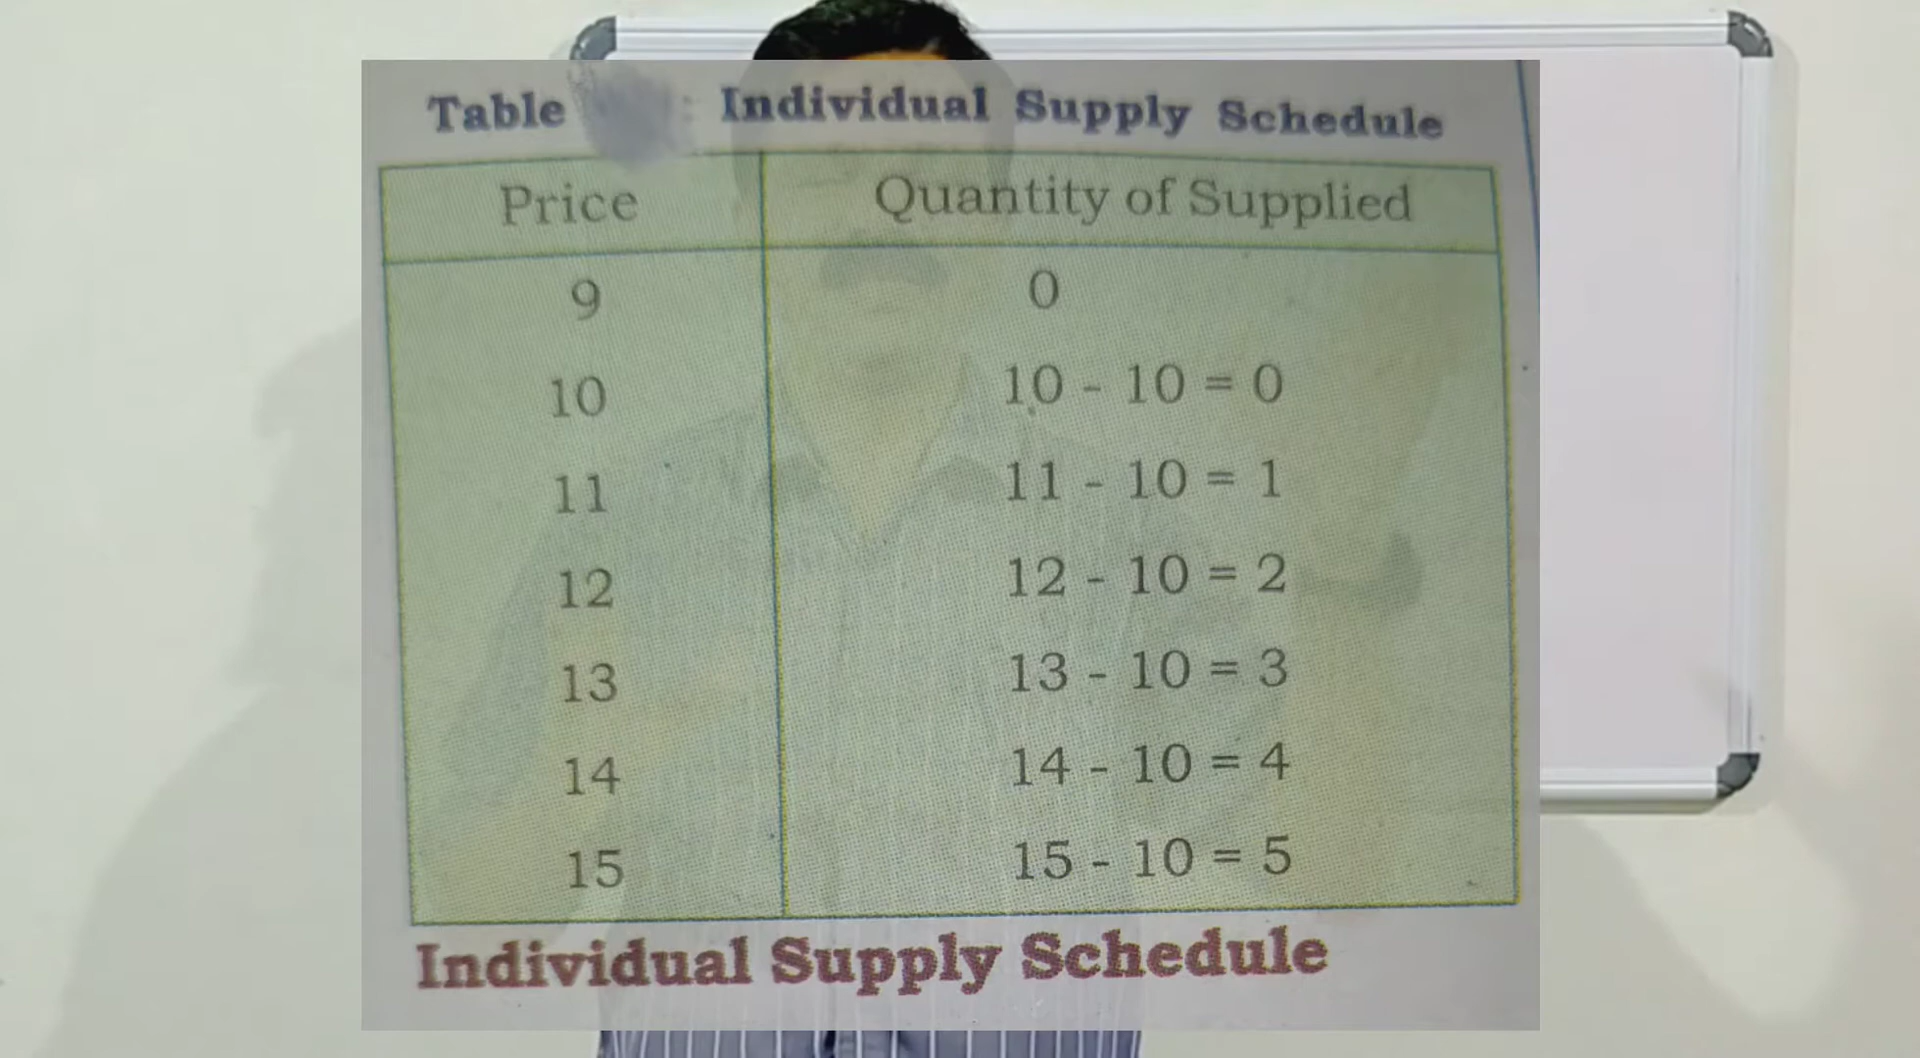 Table : Individual Supply Schedule
Price Quantity of Supplied
9 0
10 10 - 10 = 0
11 11 - 10 = 1
12 12 - 10 = 2
13 13 - 10 = 3
14 14 - 10 = 4
15 15 - 10 = 5
Individual Supply Schedule